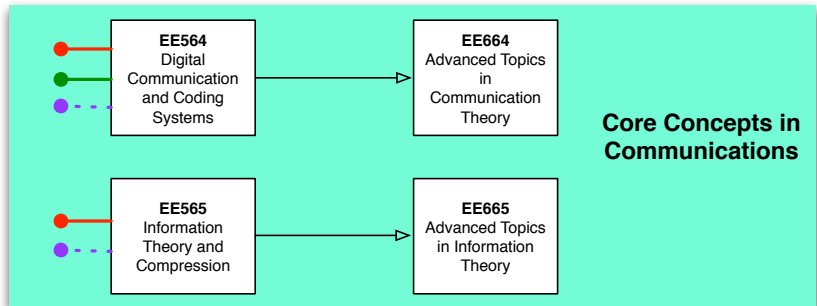 EE564
Digital
Communication
and Coding
Systems
EE664
Advanced Topics
in
Communication
Theory
Core Concepts in
Communications
EE565
Information
Theory and
Compression
EE665
Advanced Topics
in Information
Theory